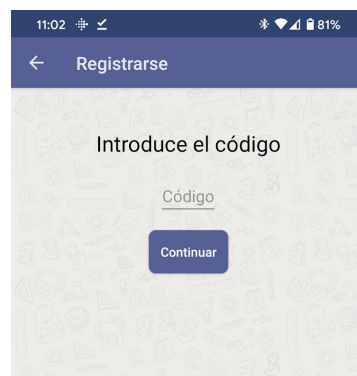 11:02 81%
Registrarse
Introduce el código
Código
Continuar